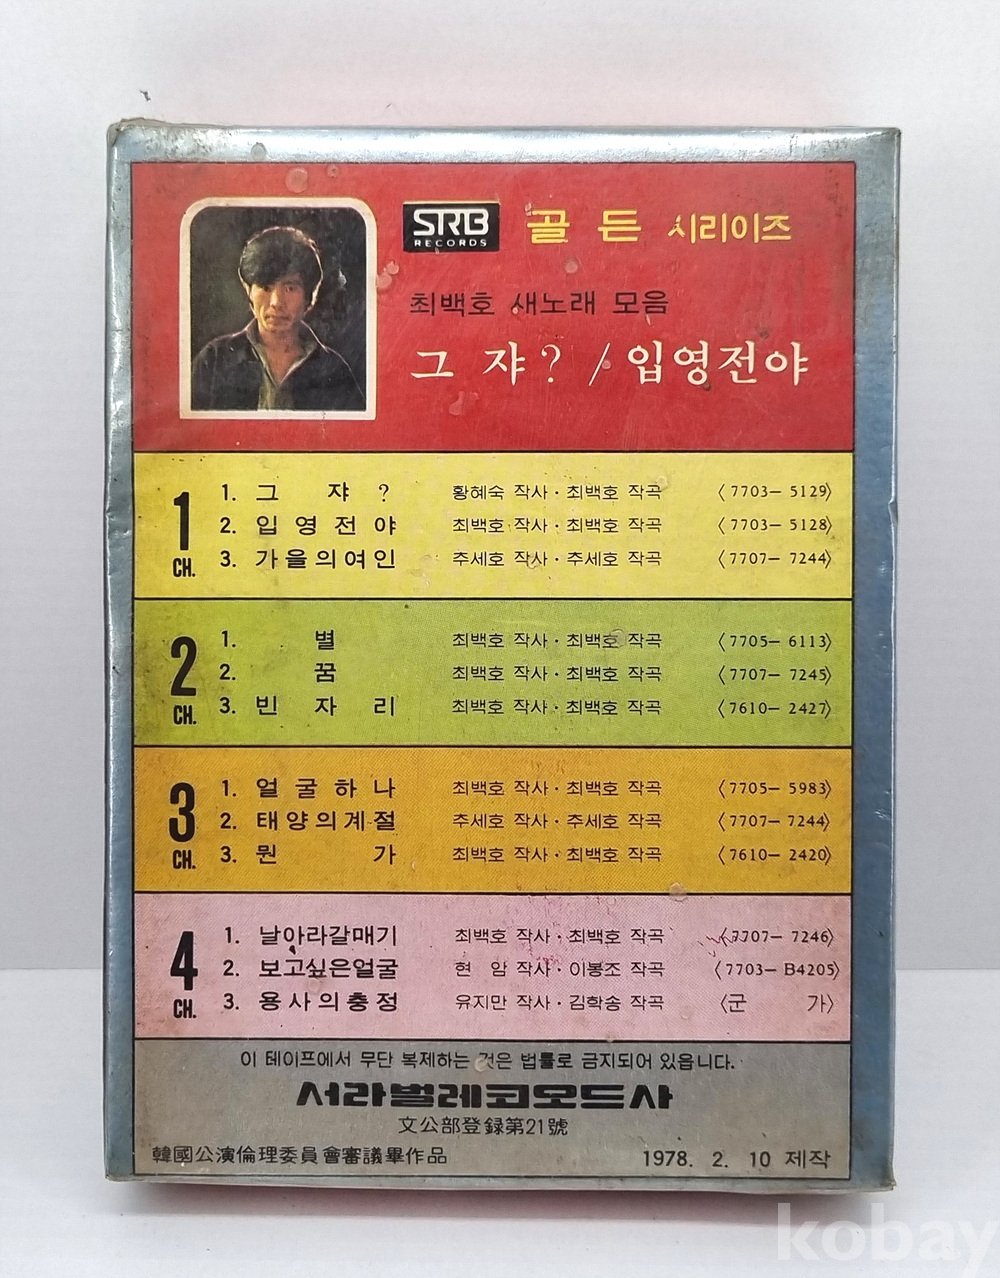 SRB RECORDS 골든 시리이즈
최백호 새노래 모음
그 쟈? / 입영전야
1 CH.
1. 그 쟈 ? 황혜숙 작사·최백호 작곡 〈7703－5129〉
2. 입영전야 최백호 작사·최백호 작곡 〈7703－5128〉
3. 가을의여인 주세호 작사·주세호 작곡 〈7707－7244〉
2 CH.
1. 별 최백호 작사·최백호 작곡 〈7705－6113〉
2. 꿈 최백호 작사·최백호 작곡 〈7707－7245〉
3. 빈자리 최백호 작사·최백호 작곡 〈7610－2427〉
3 CH.
1. 얼굴하나 최백호 작사·최백호 작곡 〈7705－5983〉
2. 태양의계절 주세호 작사·주세호 작곡 〈7707－7244〉
3. 뭔가 최백호 작사·최백호 작곡 〈7610－2420〉
4 CH.
1. 날아라갈매기 최백호 작사·최백호 작곡 〈7707－7246〉
2. 보고싶은얼굴 현 암 작사·이봉조 작곡 〈7703－B4205〉
3. 용사의충정 유지만 작사·김학송 작곡 〈군 가〉
이 테이프에서 무단 복제하는 것은 법률로 금지되어 있읍니다.
서라벌레코오드사
文公部登録第21號
韓國公演倫理委員會審議畢作品 1978. 2. 10 제작
kobay